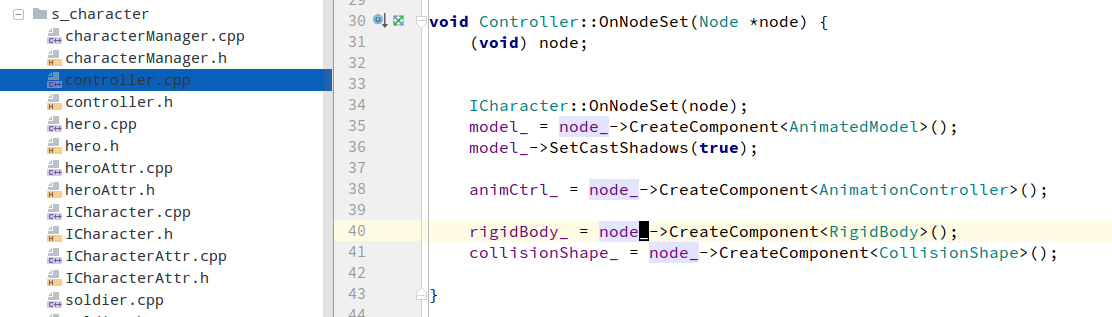 s_character
characterManager.cpp
characterManager.h
controller.cpp
controller.h
hero.cpp
hero.h
heroAttr.cpp
heroAttr.h
ICharacter.cpp
ICharacter.h
ICharacterAttr.cpp
ICharacterAttr.h
soldier.cpp
30 void Controller::OnNodeSet(Node *node) {
31 (void) node;
32
33
34 ICharacter::OnNodeSet(node);
35 model_ = node_->CreateComponent<AnimatedModel>();
36 model_->SetCastShadows(true);
37
38 animCtrl_ = node_->CreateComponent<AnimationController>();
39
40 rigidBody_ = node_->CreateComponent<RigidBody>();
41 collisionShape_ = node_->CreateComponent<CollisionShape>();
42
43 }
44